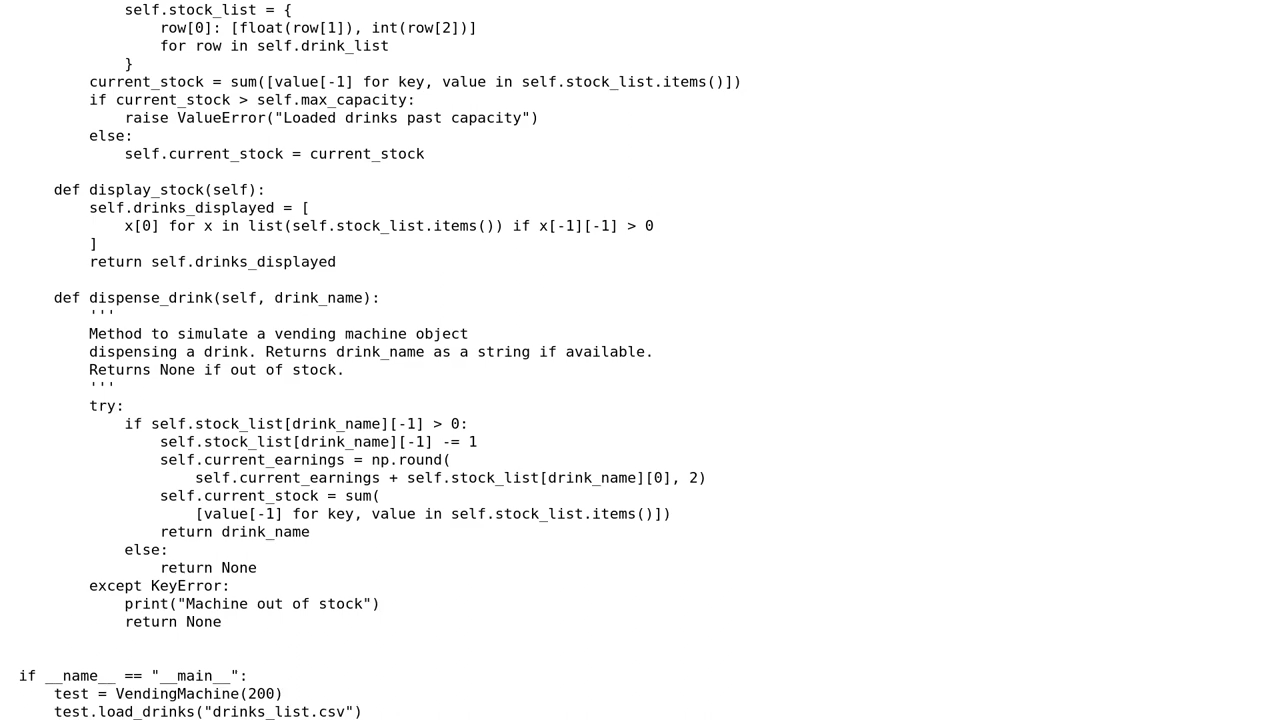 self.stock_list = {
                row[0]: [float(row[1]), int(row[2])]
                for row in self.drink_list
            }
        current_stock = sum([value[-1] for key, value in self.stock_list.items()])
        if current_stock > self.max_capacity:
            raise ValueError("Loaded drinks past capacity")
        else:
            self.current_stock = current_stock

    def display_stock(self):
        self.drinks_displayed = [
            x[0] for x in list(self.stock_list.items()) if x[-1][-1] > 0
        ]
        return self.drinks_displayed

    def dispense_drink(self, drink_name):
        '''
        Method to simulate a vending machine object
        dispensing a drink. Returns drink_name as a string if available.
        Returns None if out of stock.
        '''
        try:
            if self.stock_list[drink_name][-1] > 0:
                self.stock_list[drink_name][-1] -= 1
                self.current_earnings = np.round(
                    self.current_earnings + self.stock_list[drink_name][0], 2)
                self.current_stock = sum(
                    [value[-1] for key, value in self.stock_list.items()])
                return drink_name
            else:
                return None
        except KeyError:
            print("Machine out of stock")
            return None


if __name__ == "__main__":
    test = VendingMachine(200)
    test.load_drinks("drinks_list.csv")